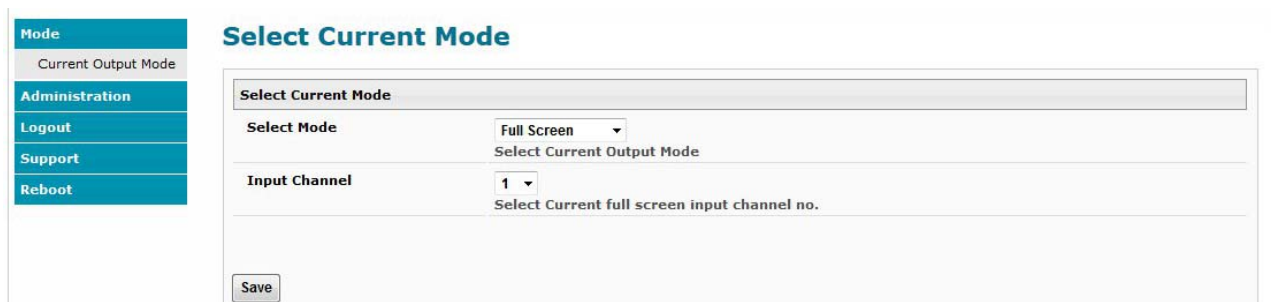 Mode
Current Output Mode
Administration
Logout
Support
Reboot
Select Current Mode
Select Current Mode
Select Mode
Full Screen
Select Current Output Mode
Input Channel
1
Select Current full screen input channel no.
Save